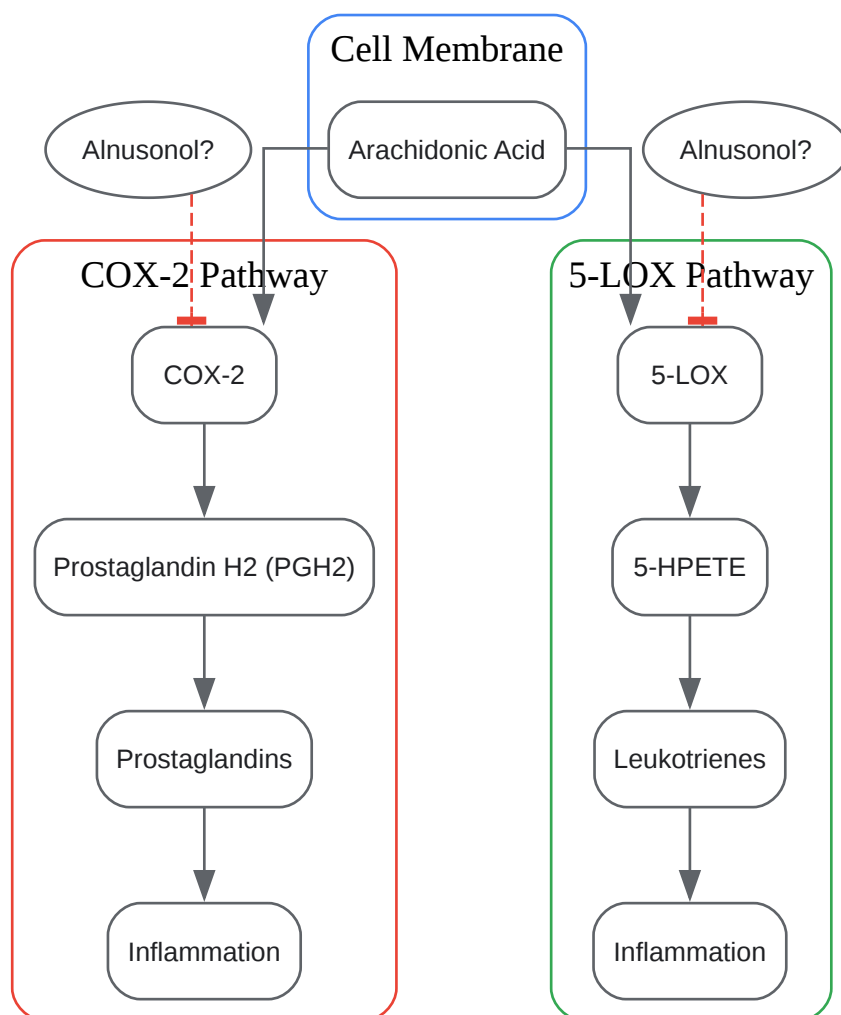 Cell Membrane
Alnusonol?
Arachidonic Acid
Alnusonol?
COX-2 Pathway
5-LOX Pathway
COX-2
5-LOX
Prostaglandin H2 (PGH2)
5-HPETE
Prostaglandins
Leukotrienes
Inflammation
Inflammation